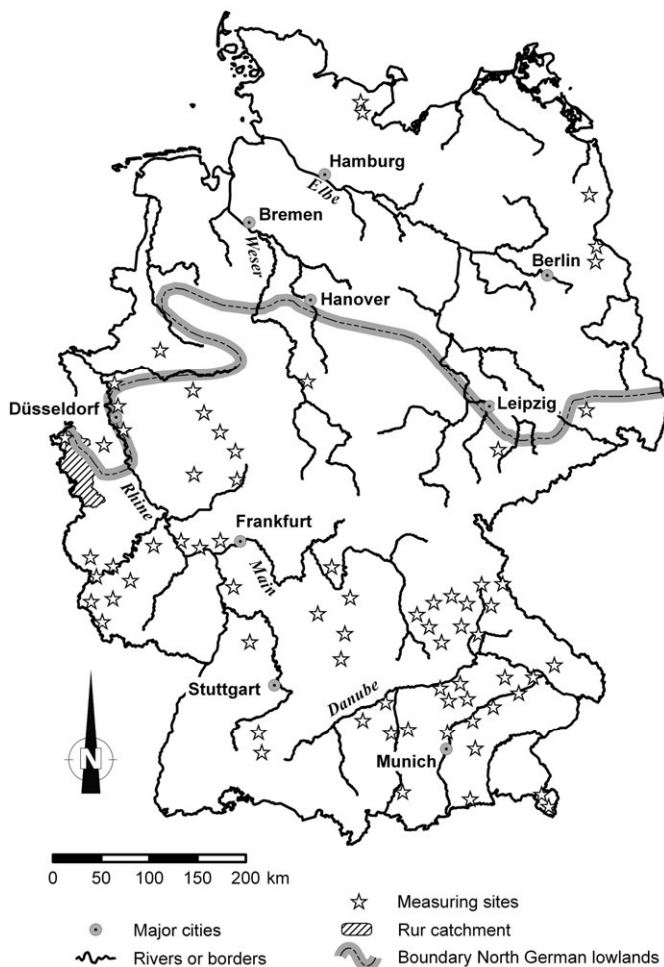 Hamburg
Elbe
Bremen
Weser
Berlin
Hanover
Düsseldorf
Leipzig
Rhine
Frankfurt
Main
Stuttgart
Danube
Munich
N
0 50 100 150 200 km
Major cities
Rivers or borders
Measuring sites
Rur catchment
Boundary North German lowlands